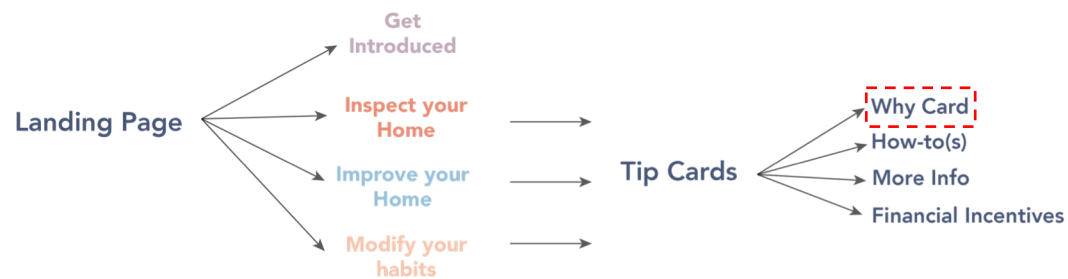 Get
Introduced
Landing Page
Inspect your
Home
Improve your
Home
Modify your
habits
Tip Cards
Why Card
How-to(s)
More Info
Financial Incentives